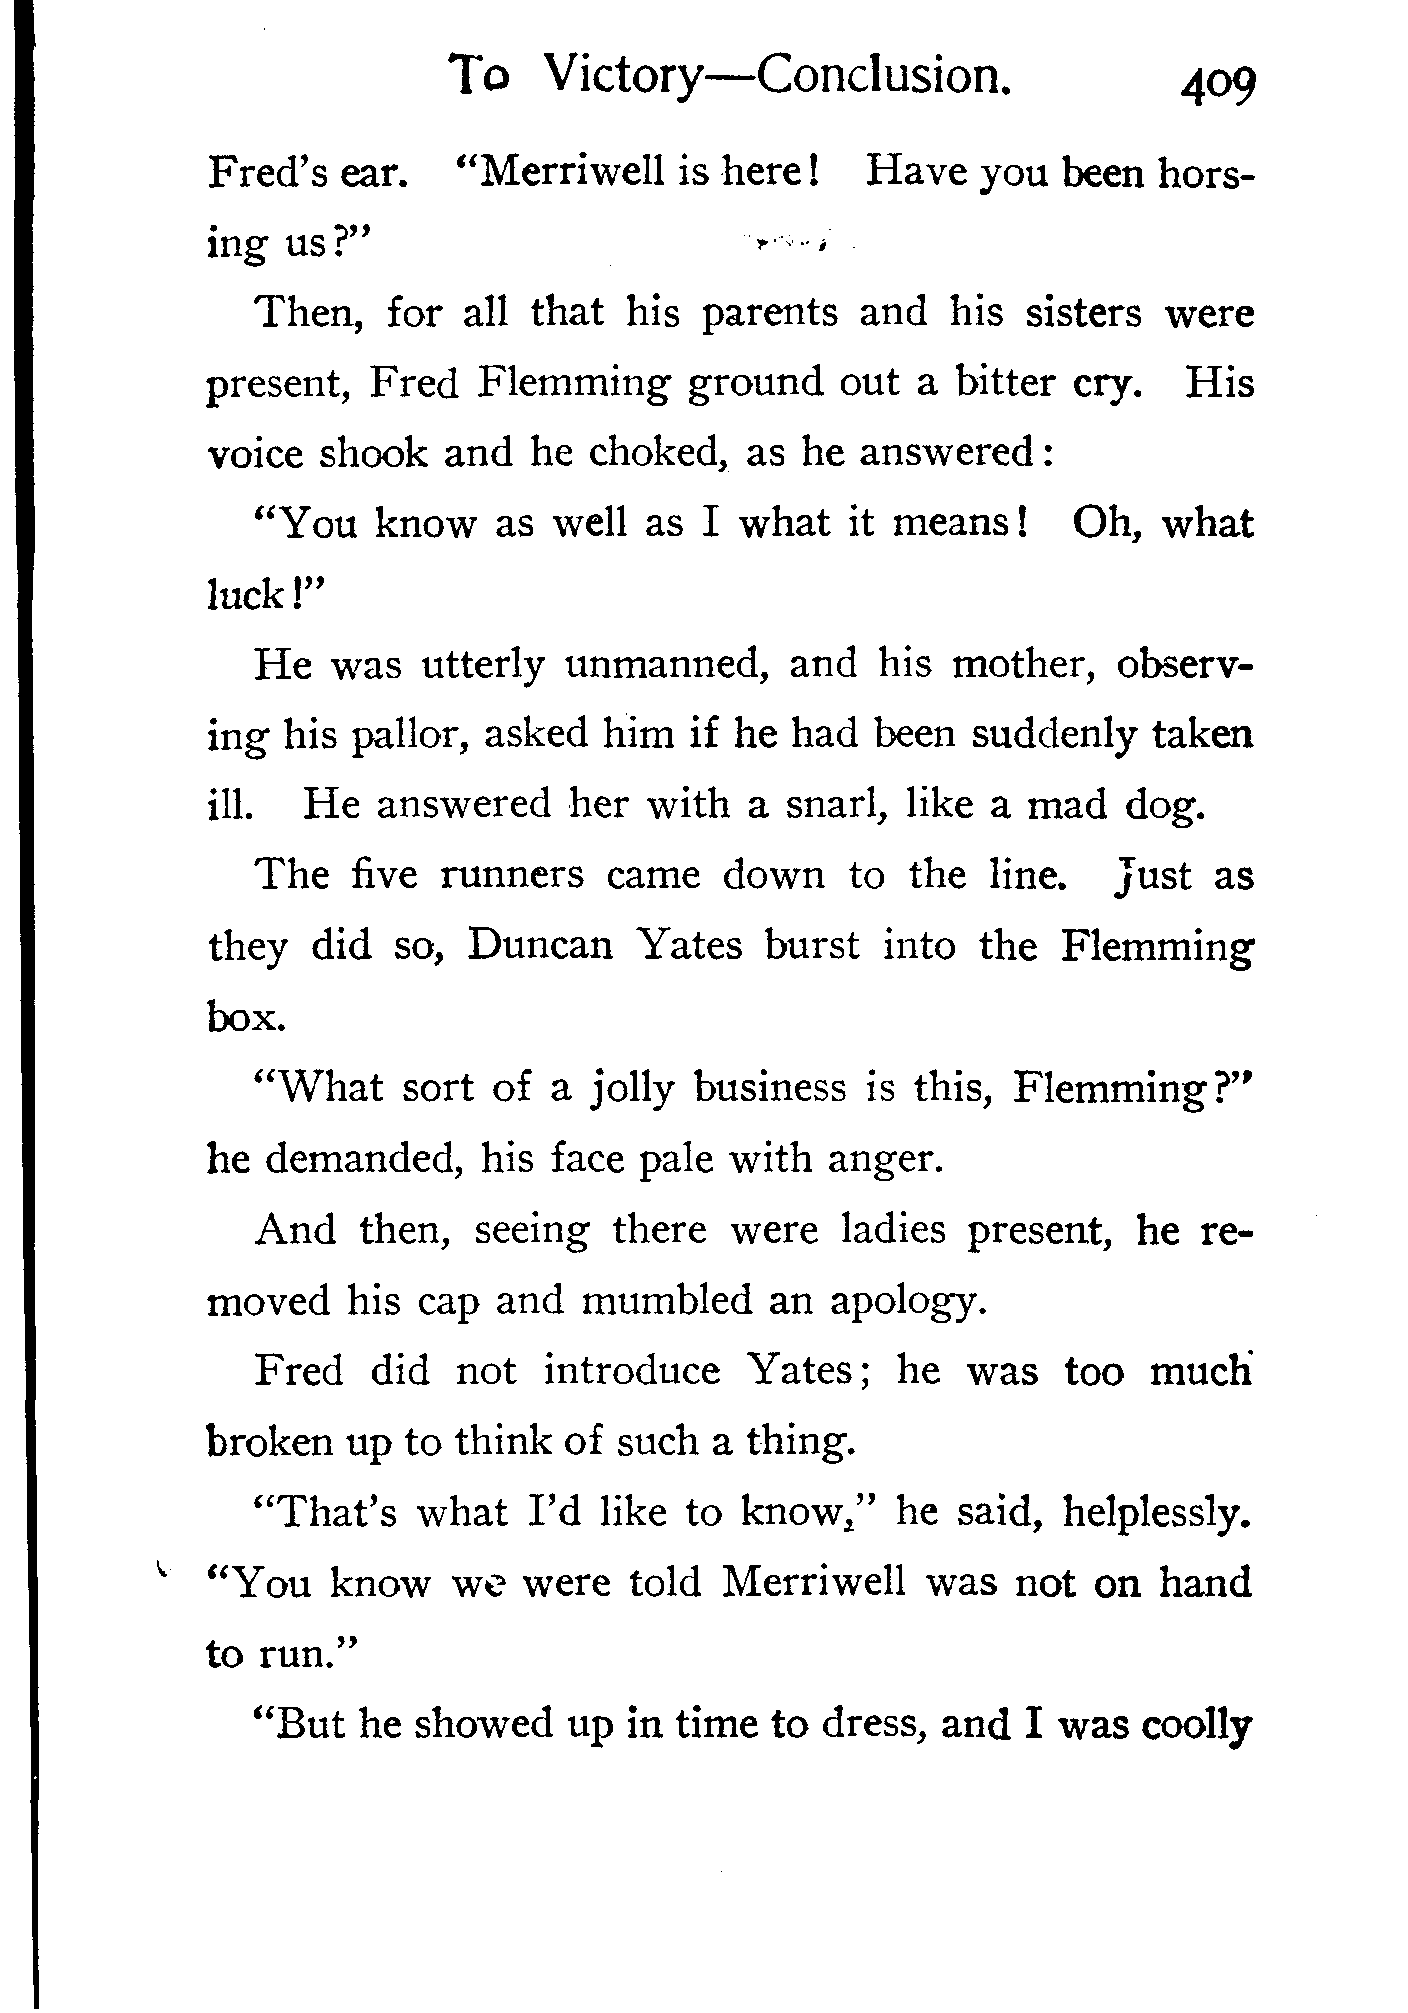 To Victory—Conclusion. 409
Fred's ear. "Merriwell is here! Have you been hors-
ing us?"
Then, for all that his parents and his sisters were
present, Fred Flemming ground out a bitter cry. His
voice shook and he choked, as he answered:
"You know as well as I what it means! Oh, what
luck!"
He was utterly unmanned, and his mother, observ-
ing his pallor, asked him if he had been suddenly taken
ill. He answered her with a snarl, like a mad dog.
The five runners came down to the line. Just as
they did so, Duncan Yates burst into the Flemming
box.
"What sort of a jolly business is this, Flemming?"
he demanded, his face pale with anger.
And then, seeing there were ladies present, he re-
moved his cap and mumbled an apology.
Fred did not introduce Yates; he was too much
broken up to think of such a thing.
"That's what I'd like to know," he said, helplessly.
"You know we were told Merriwell was not on hand
to run."
"But he showed up in time to dress, and I was coolly